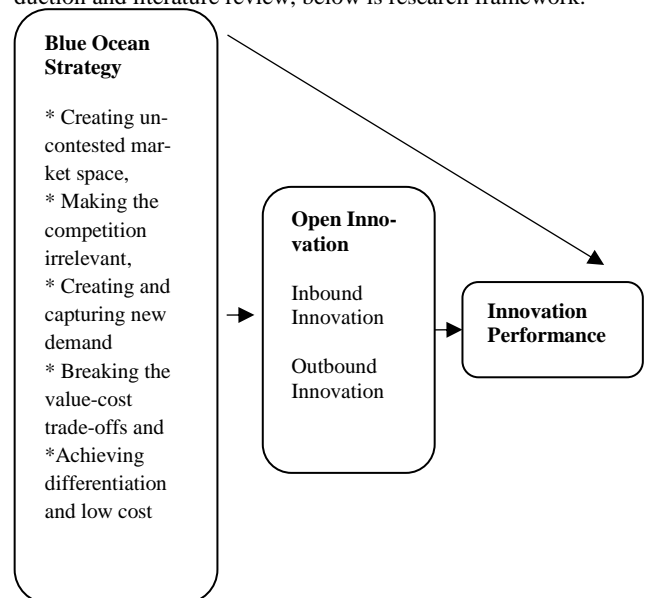 duction and literature review, below is research framework.
Blue Ocean
Strategy
* Creating un-
contested mar-
ket space,
* Making the
competition
irrelevant,
* Creating and
capturing new
demand
* Breaking the
value-cost
trade-offs and
*Achieving
differentiation
and low cost
Open Inno-
vation
Inbound
Innovation
Outbound
Innovation
Innovation
Performance